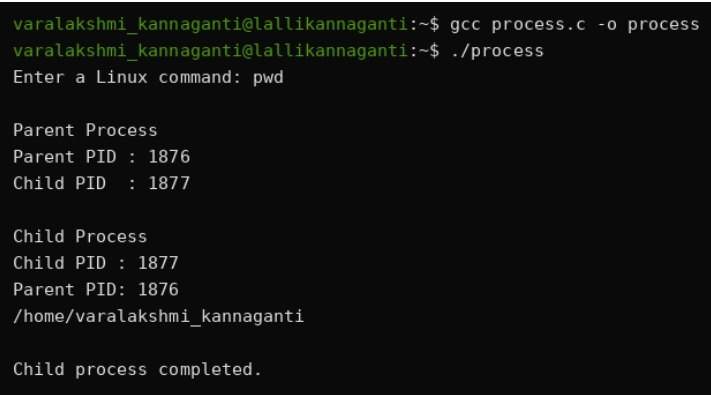 varalakshmi_kannaganti@lallikannaganti:~$ gcc process.c -o process
varalakshmi_kannaganti@lallikannaganti:~$ ./process
Enter a Linux command: pwd

Parent Process
Parent PID : 1876
Child PID  : 1877

Child Process
Child PID : 1877
Parent PID: 1876
/home/varalakshmi_kannaganti

Child process completed.